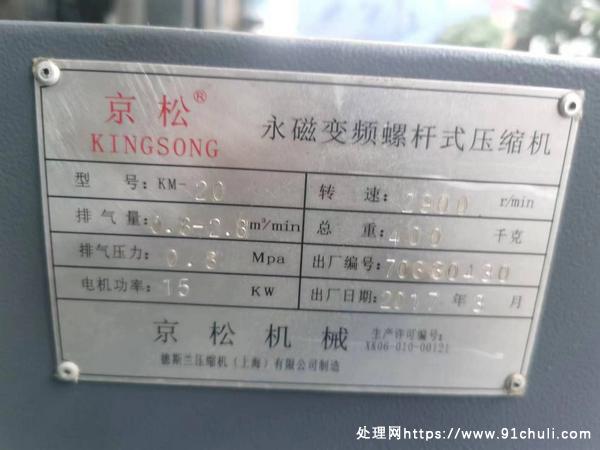 京松®
KINGSONG
永磁变频螺杆式压缩机
型 号: KM-20 转 速: 2900 r/min
排气量: 0.8-2.8 m³/min 总 重: 400 千克
排气压力: 0.8 Mpa 出厂编号:
电机功率: 15 KW 出厂日期: 2017 年 月
京松机械 生产许可编号:
XK06-010-00121
德斯兰压缩机(上海)有限公司制造
处理网https://www.91chuli.com/